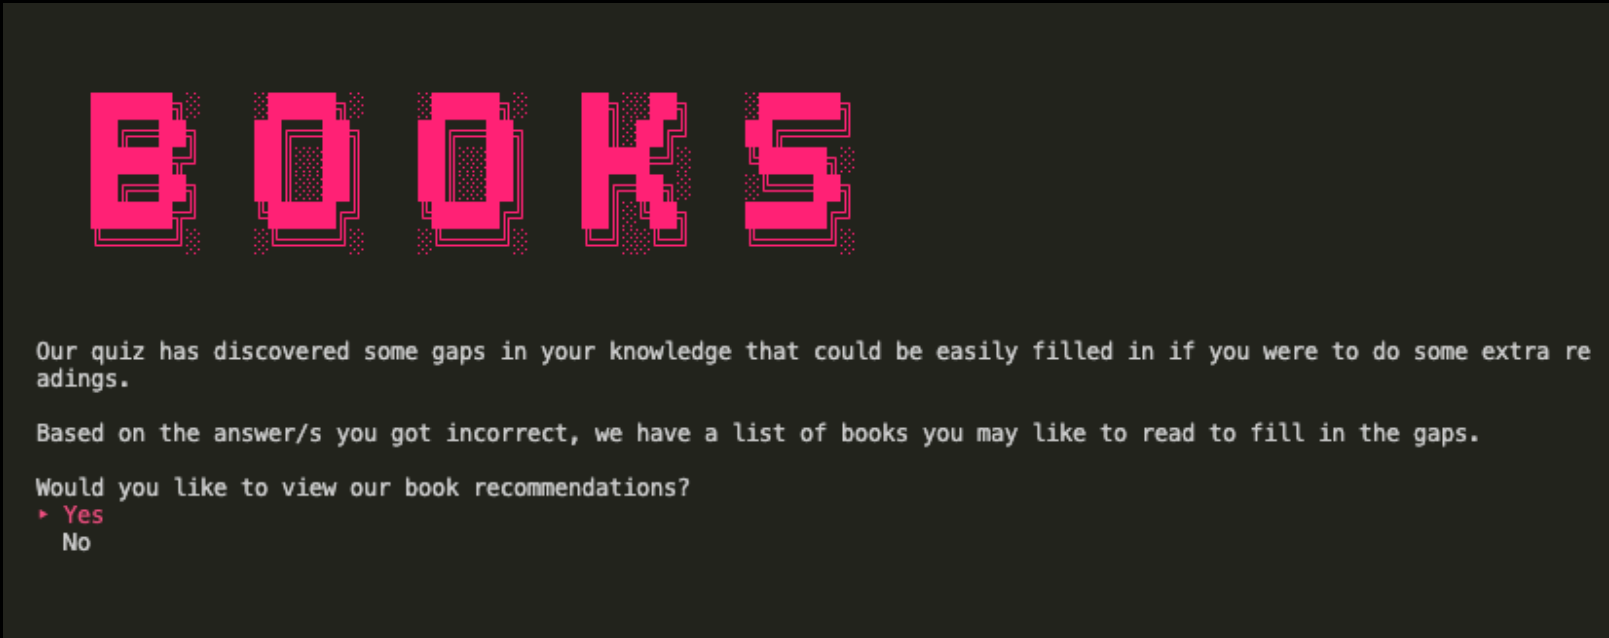 BOOKS
Our quiz has discovered some gaps in your knowledge that could be easily filled in if you were to do some extra re
adings.
Based on the answer/s you got incorrect, we have a list of books you may like to read to fill in the gaps.
Would you like to view our book recommendations?
‣ Yes
No